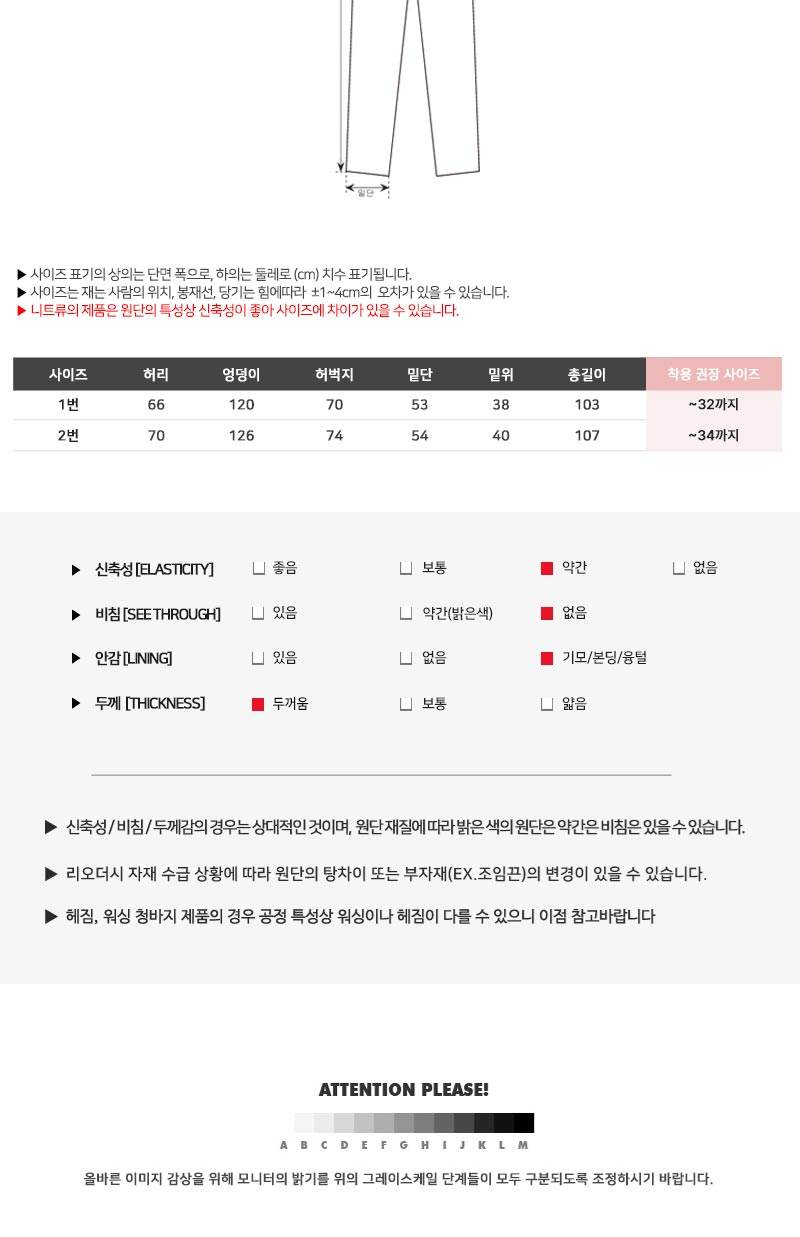 밑단
▶ 사이즈 표기의 상의는 단면 폭으로, 하의는 둘레로 (cm) 치수 표기됩니다.
▶ 사이즈는 재는 사람의 위치, 봉재선, 당기는 힘에따라 ±1~4cm의 오차가 있을 수 있습니다.
▶ 니트류의 제품은 원단의 특성상 신축성이 좋아 사이즈에 차이가 있을 수 있습니다.
사이즈 허리 엉덩이 허벅지 밑단 밑위 총길이 착용 권장 사이즈
1번 66 120 70 53 38 103 ~32까지
2번 70 126 74 54 40 107 ~34까지
▶ 신축성 [ELASTICITY] 좋음 보통 약간 없음
▶ 비침 [SEE THROUGH] 있음 약간(밝은색) 없음
▶ 안감 [LINING] 있음 없음 기모/본딩/융털
▶ 두께 [THICKNESS] 두꺼움 보통 얇음
▶ 신축성 / 비침 / 두께감의 경우는 상대적인 것이며, 원단 재질에 따라 밝은 색의 원단은 약간은 비침은 있을 수 있습니다.
▶ 리오더시 자재 수급 상황에 따라 원단의 탕차이 또는 부자재(EX.조임끈)의 변경이 있을 수 있습니다.
▶ 헤짐, 워싱 청바지 제품의 경우 공정 특성상 워싱이나 헤짐이 다를 수 있으니 이점 참고바랍니다
ATTENTION PLEASE!
A B C D E F G H I J K L M
올바른 이미지 감상을 위해 모니터의 밝기를 위의 그레이스케일 단계들이 모두 구분되도록 조정하시기 바랍니다.